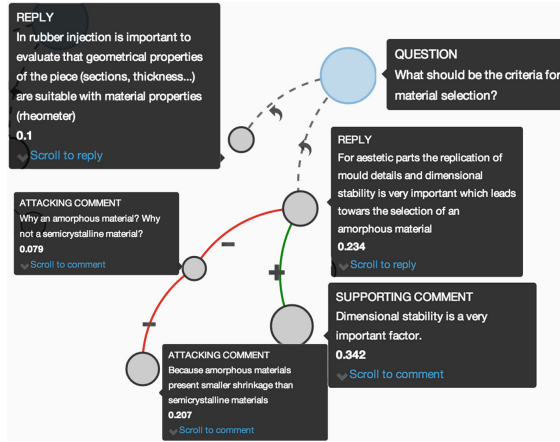 REPLY
In rubber injection is important to
evaluate that geometrical properties
of the piece (sections, thickness...)
are suitable with material properties
(rheometer)
0.1
Scroll to reply
QUESTION
What should be the criteria for
material selection?
REPLY
For aestetic parts the replication of
mould details and dimensional
stability is very important which leads
towars the selection of an
amorphous material
0.234
Scroll to reply
ATTACKING COMMENT
Why an amorphous material? Why
not a semicrystalline material?
0.079
Scroll to comment
SUPPORTING COMMENT
Dimensional stability is a very
important factor.
0.342
Scroll to comment
ATTACKING COMMENT
Because amorphous materials
present smaller shrinkage than
semicrystalline materials
0.207
Scroll to comment